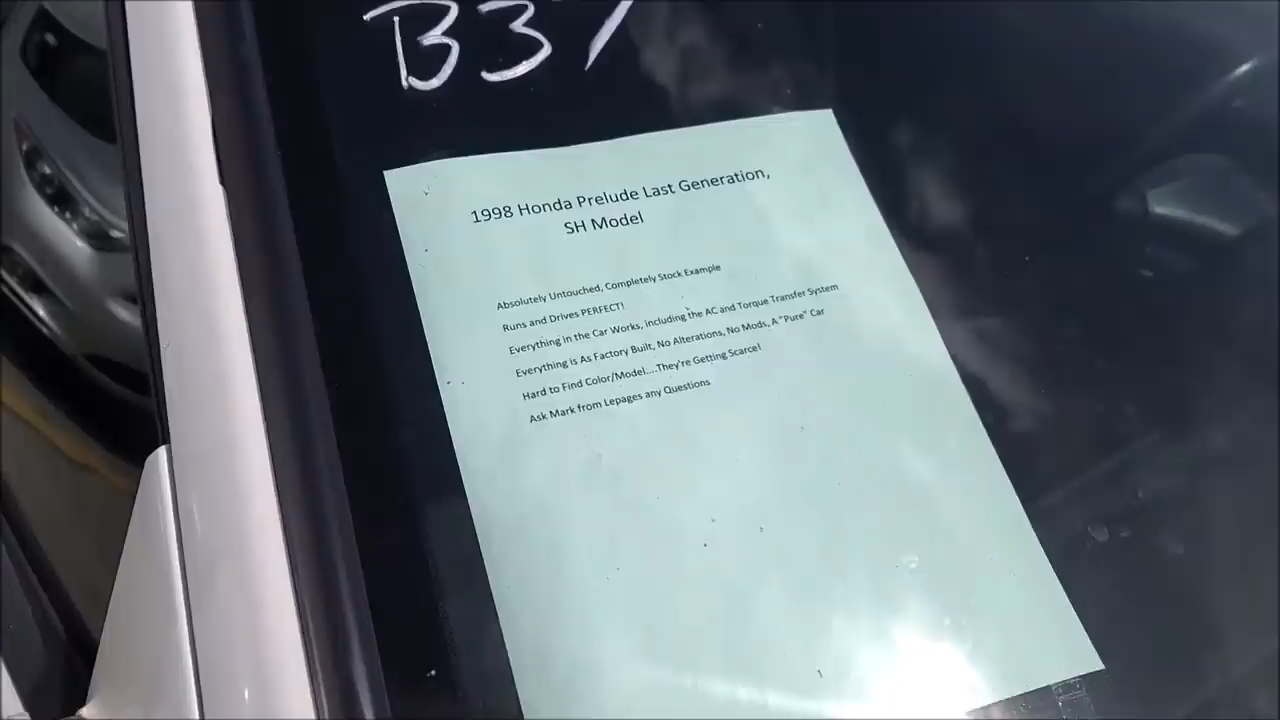 B37
1998 Honda Prelude Last Generation,
SH Model
Absolutely Untouched, Completely Stock Example
Runs and Drives PERFECT!
Everything in the Car Works, including the AC and Torque Transfer System
Everything is As Factory Built, No Alterations, No Mods, A "Pure" Car
Hard to Find Color/Model....They're Getting Scarce!
Ask Mark from Lepages any Questions